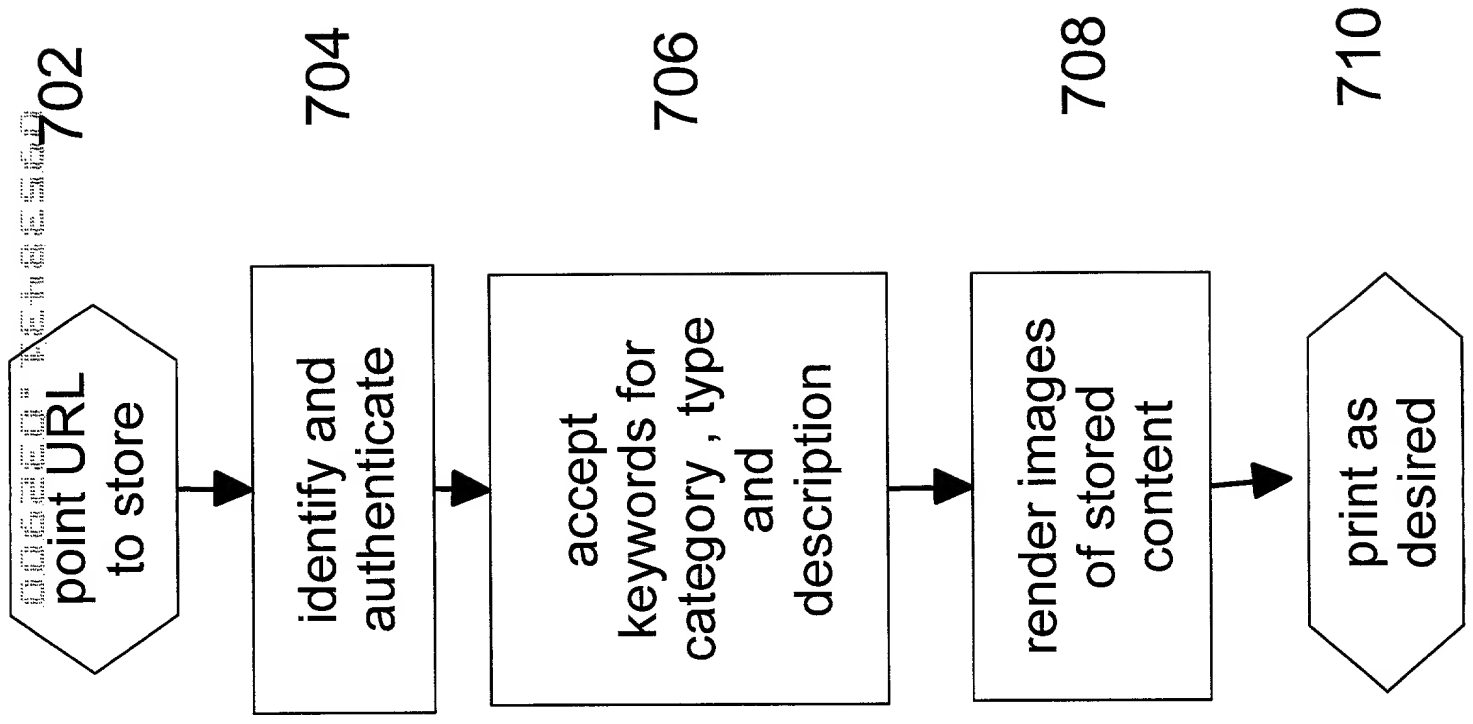 point URL
to store
702
identify and
authenticate
704
accept
keywords for
category , type
and
description
706
render images
of stored
content
708
print as
desired
710